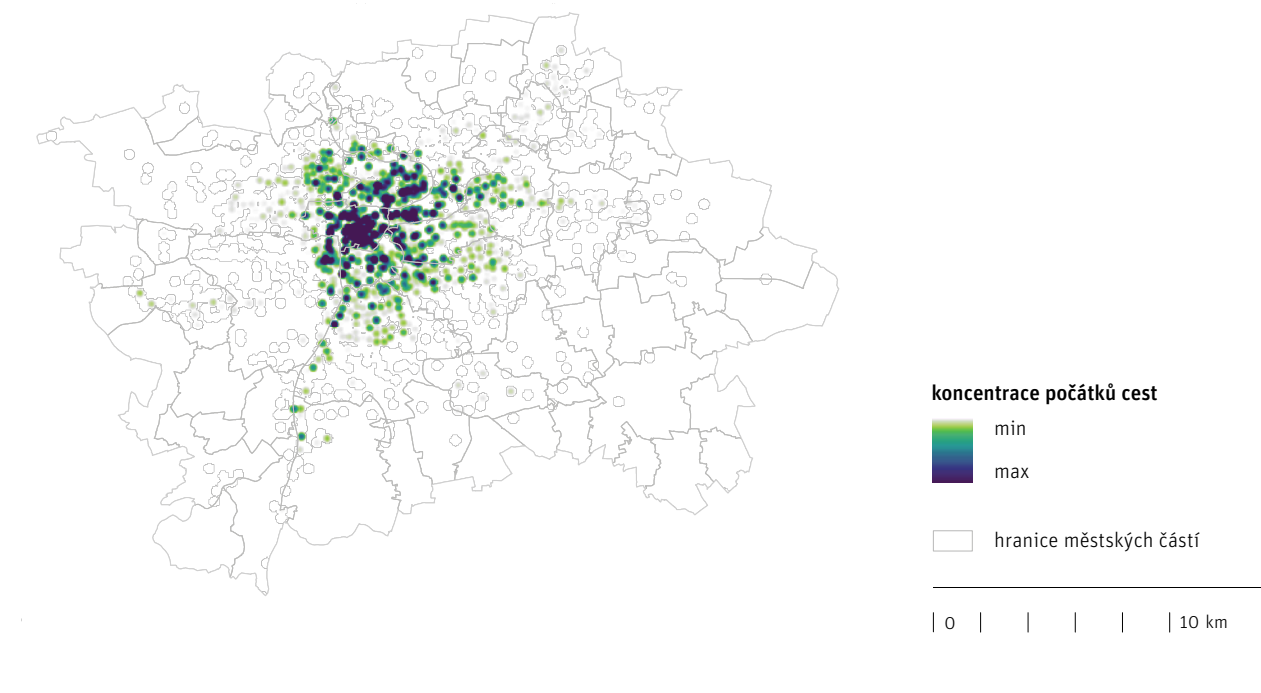 koncentrace počátků cest
min
max
hranice městských částí
0 10 km